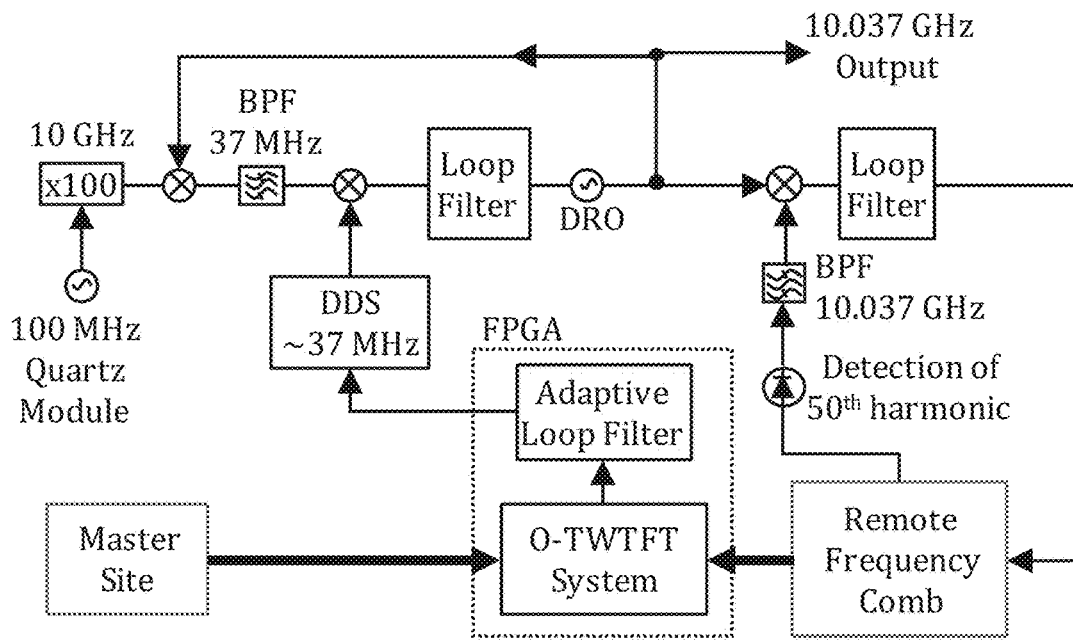 10.037 GHz
Output
BPF
37 MHz
10 GHz
x100
Loop
Filter
DRO
Loop
Filter
100 MHz
Quartz
Module
DDS
~37 MHz
BPF
10.037 GHz
FPGA
Adaptive
Loop Filter
Detection of
50th harmonic
Master
Site
O-TWTFT
System
Remote
Frequency
Comb